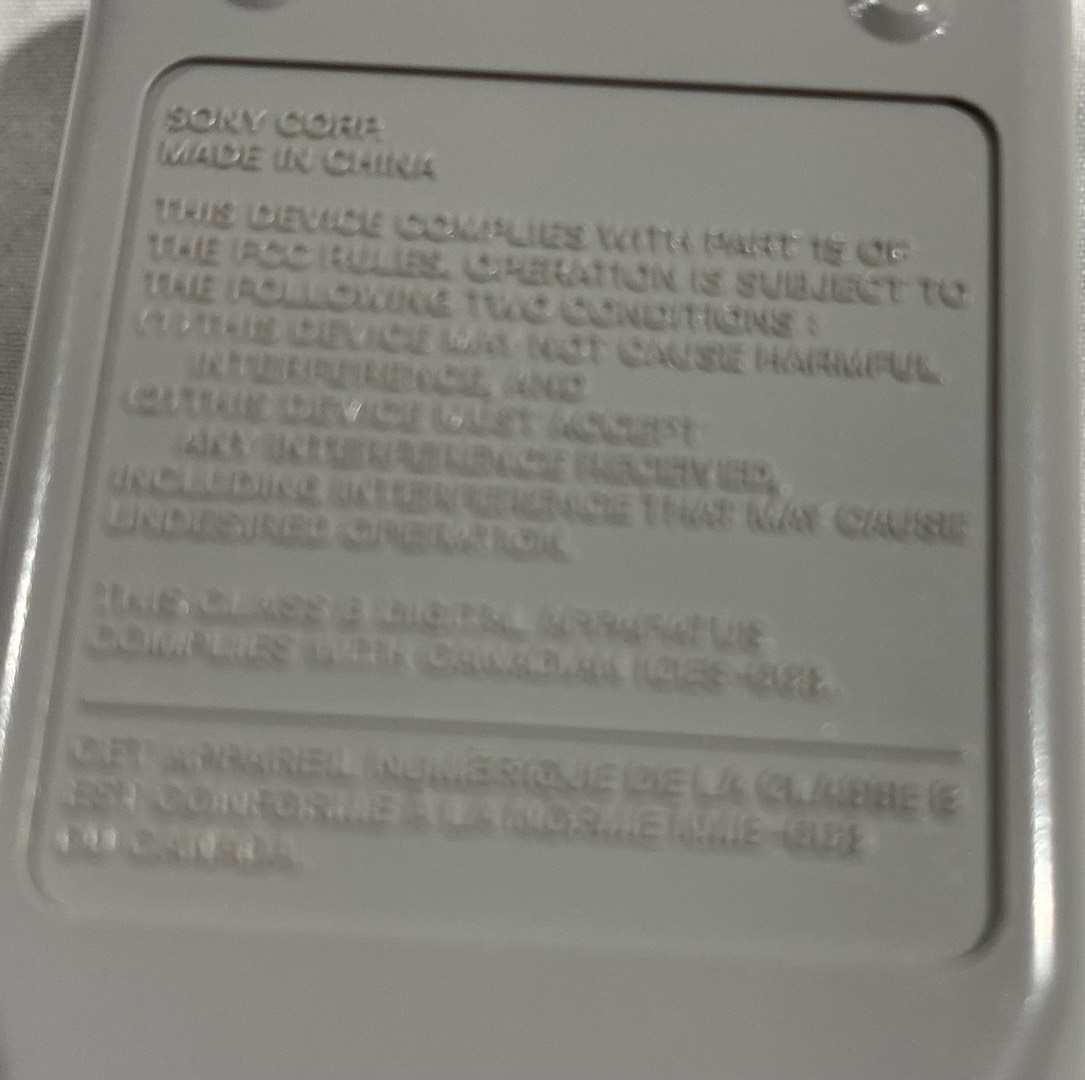 SONY CORP.
MADE IN CHINA
THIS DEVICE COMPLIES WITH PART 15 OF
THE FCC RULES. OPERATION IS SUBJECT TO
THE FOLLOWING TWO CONDITIONS :
(1) THIS DEVICE MAY NOT CAUSE HARMFUL
INTERFERENCE, AND
(2) THIS DEVICE MUST ACCEPT
ANY INTERFERENCE RECEIVED,
INCLUDING INTERFERENCE THAT MAY CAUSE
UNDESIRED OPERATION.
THIS CLASS B DIGITAL APPARATUS
COMPLIES WITH CANADIAN ICES-003.
CET APPAREIL NUMÉRIQUE DE LA CLASSE B
EST CONFORME À LA NORME NMB-003
DU CANADA.